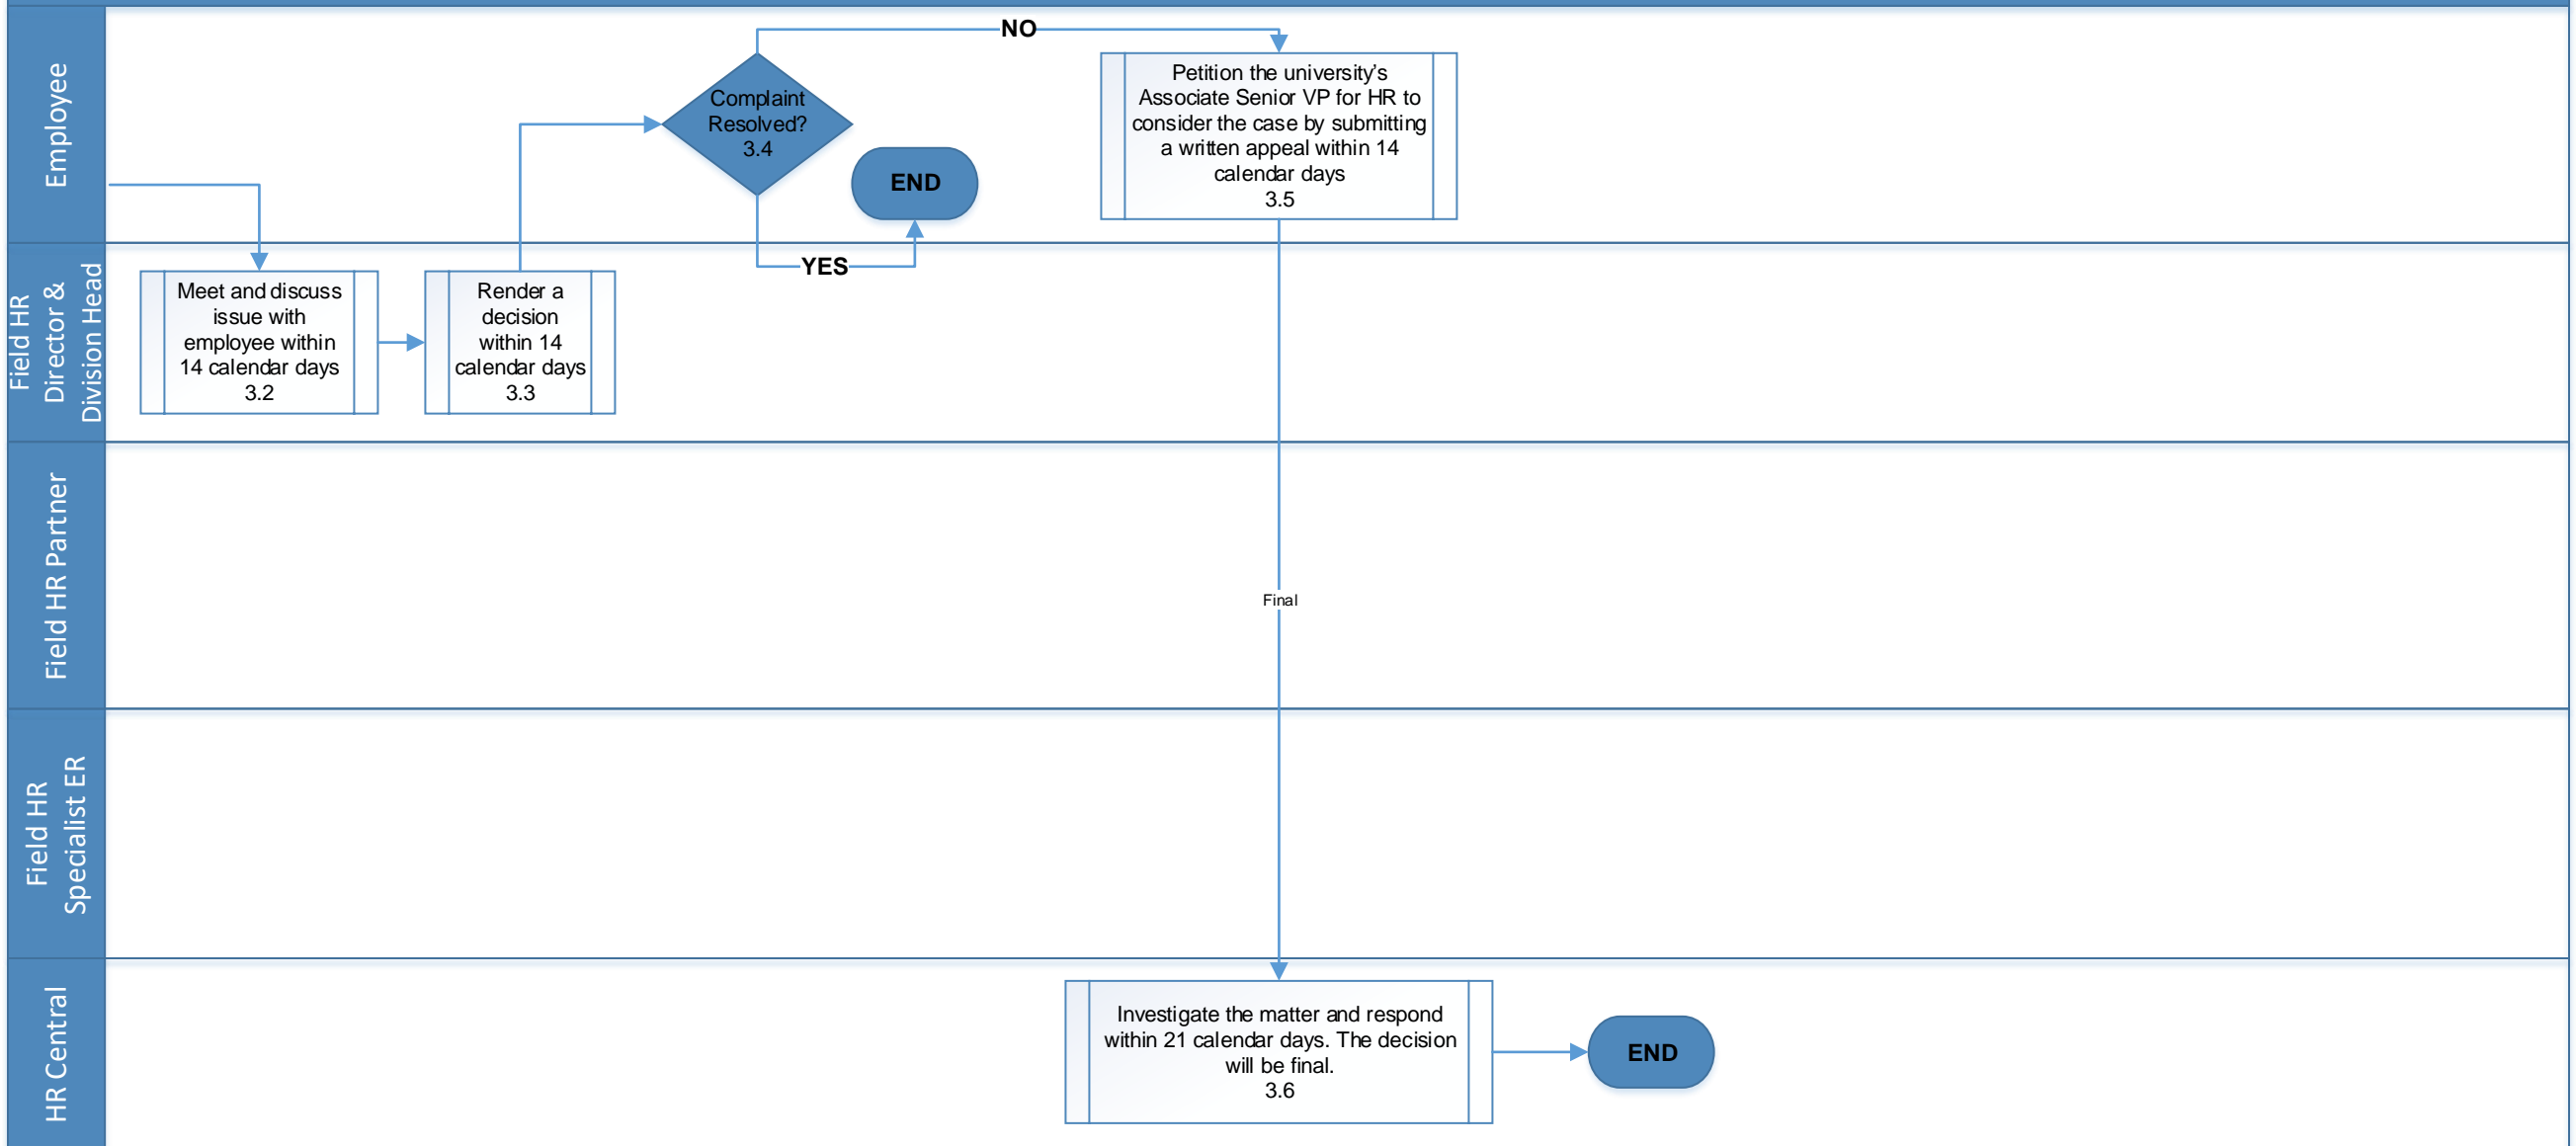 Employee
NO
Complaint
Resolved?
3.4
END
YES
Petition the university’s
Associate Senior VP for HR to
consider the case by submitting
a written appeal within 14
calendar days
3.5
Field HR
Director &
Division Head
Meet and discuss
issue with
employee within
14 calendar days
3.2
Render a
decision
within 14
calendar days
3.3
Field HR Partner
Final
Field HR
Specialist ER
HR Central
Investigate the matter and respond
within 21 calendar days. The decision
will be final.
3.6
END